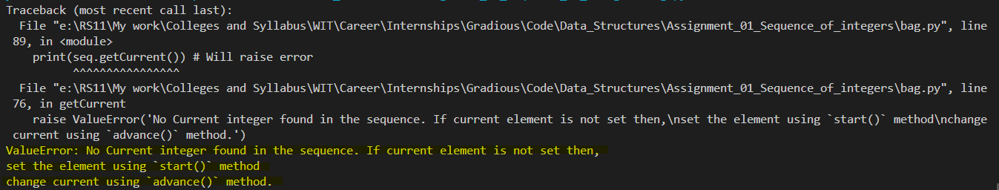 Traceback (most recent call last):
File "e:\RS11\My work\Colleges and Syllabus\WIT\Career\Internships\Gradious\Code\Data_Structures\Assignment_01_Sequence_of_integers\bag.py", line
89, in <module>
print(seq.getCurrent()) # Will raise error
^^^^^^^^^^^^^^^^
File "e:\RS11\My work\Colleges and Syllabus\WIT\Career\Internships\Gradious\Code\Data_Structures\Assignment_01_Sequence_of_integers\bag.py", line
76, in getCurrent
raise ValueError('No Current integer found in the sequence. If current element is not set then,\nset the element using `start()` method\nchange
current using `advance()` method.')
ValueError: No Current integer found in the sequence. If current element is not set then,
set the element using `start()` method
change current using `advance()` method.